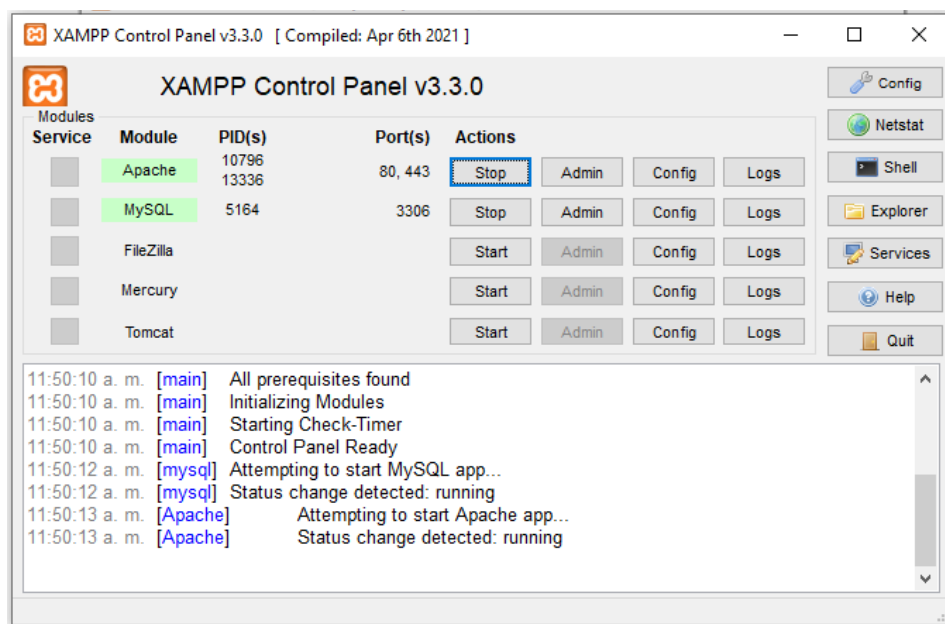 XAMPP Control Panel v3.3.0 [ Compiled: Apr 6th 2021 ]
XAMPP Control Panel v3.3.0
Config
Modules
Netstat
Service Module PID(s) Port(s) Actions
Apache 10796 13336 80, 443 Stop Admin Config Logs
Shell
MySQL 5164 3306 Stop Admin Config Logs
Explorer
FileZilla Start Admin Config Logs
Services
Mercury Start Admin Config Logs
Help
Tomcat Start Admin Config Logs
Quit
11:50:10 a. m. [main] All prerequisites found
11:50:10 a. m. [main] Initializing Modules
11:50:10 a. m. [main] Starting Check-Timer
11:50:10 a. m. [main] Control Panel Ready
11:50:12 a. m. [mysql] Attempting to start MySQL app...
11:50:12 a. m. [mysql] Status change detected: running
11:50:13 a. m. [Apache] Attempting to start Apache app...
11:50:13 a. m. [Apache] Status change detected: running